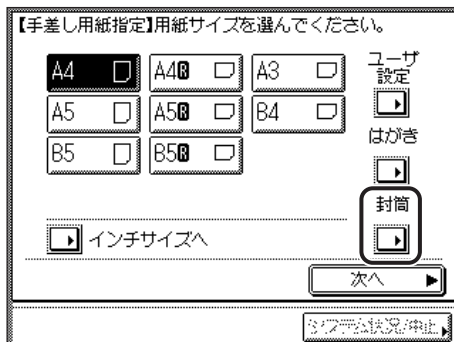 【手差し用紙指定】用紙サイズを選んでください。
A4 A4R A3
A5 A5R B4
B5 B5R
ユーザ
設定
はがき
封筒
インチサイズへ
次へ
システム状況/中止